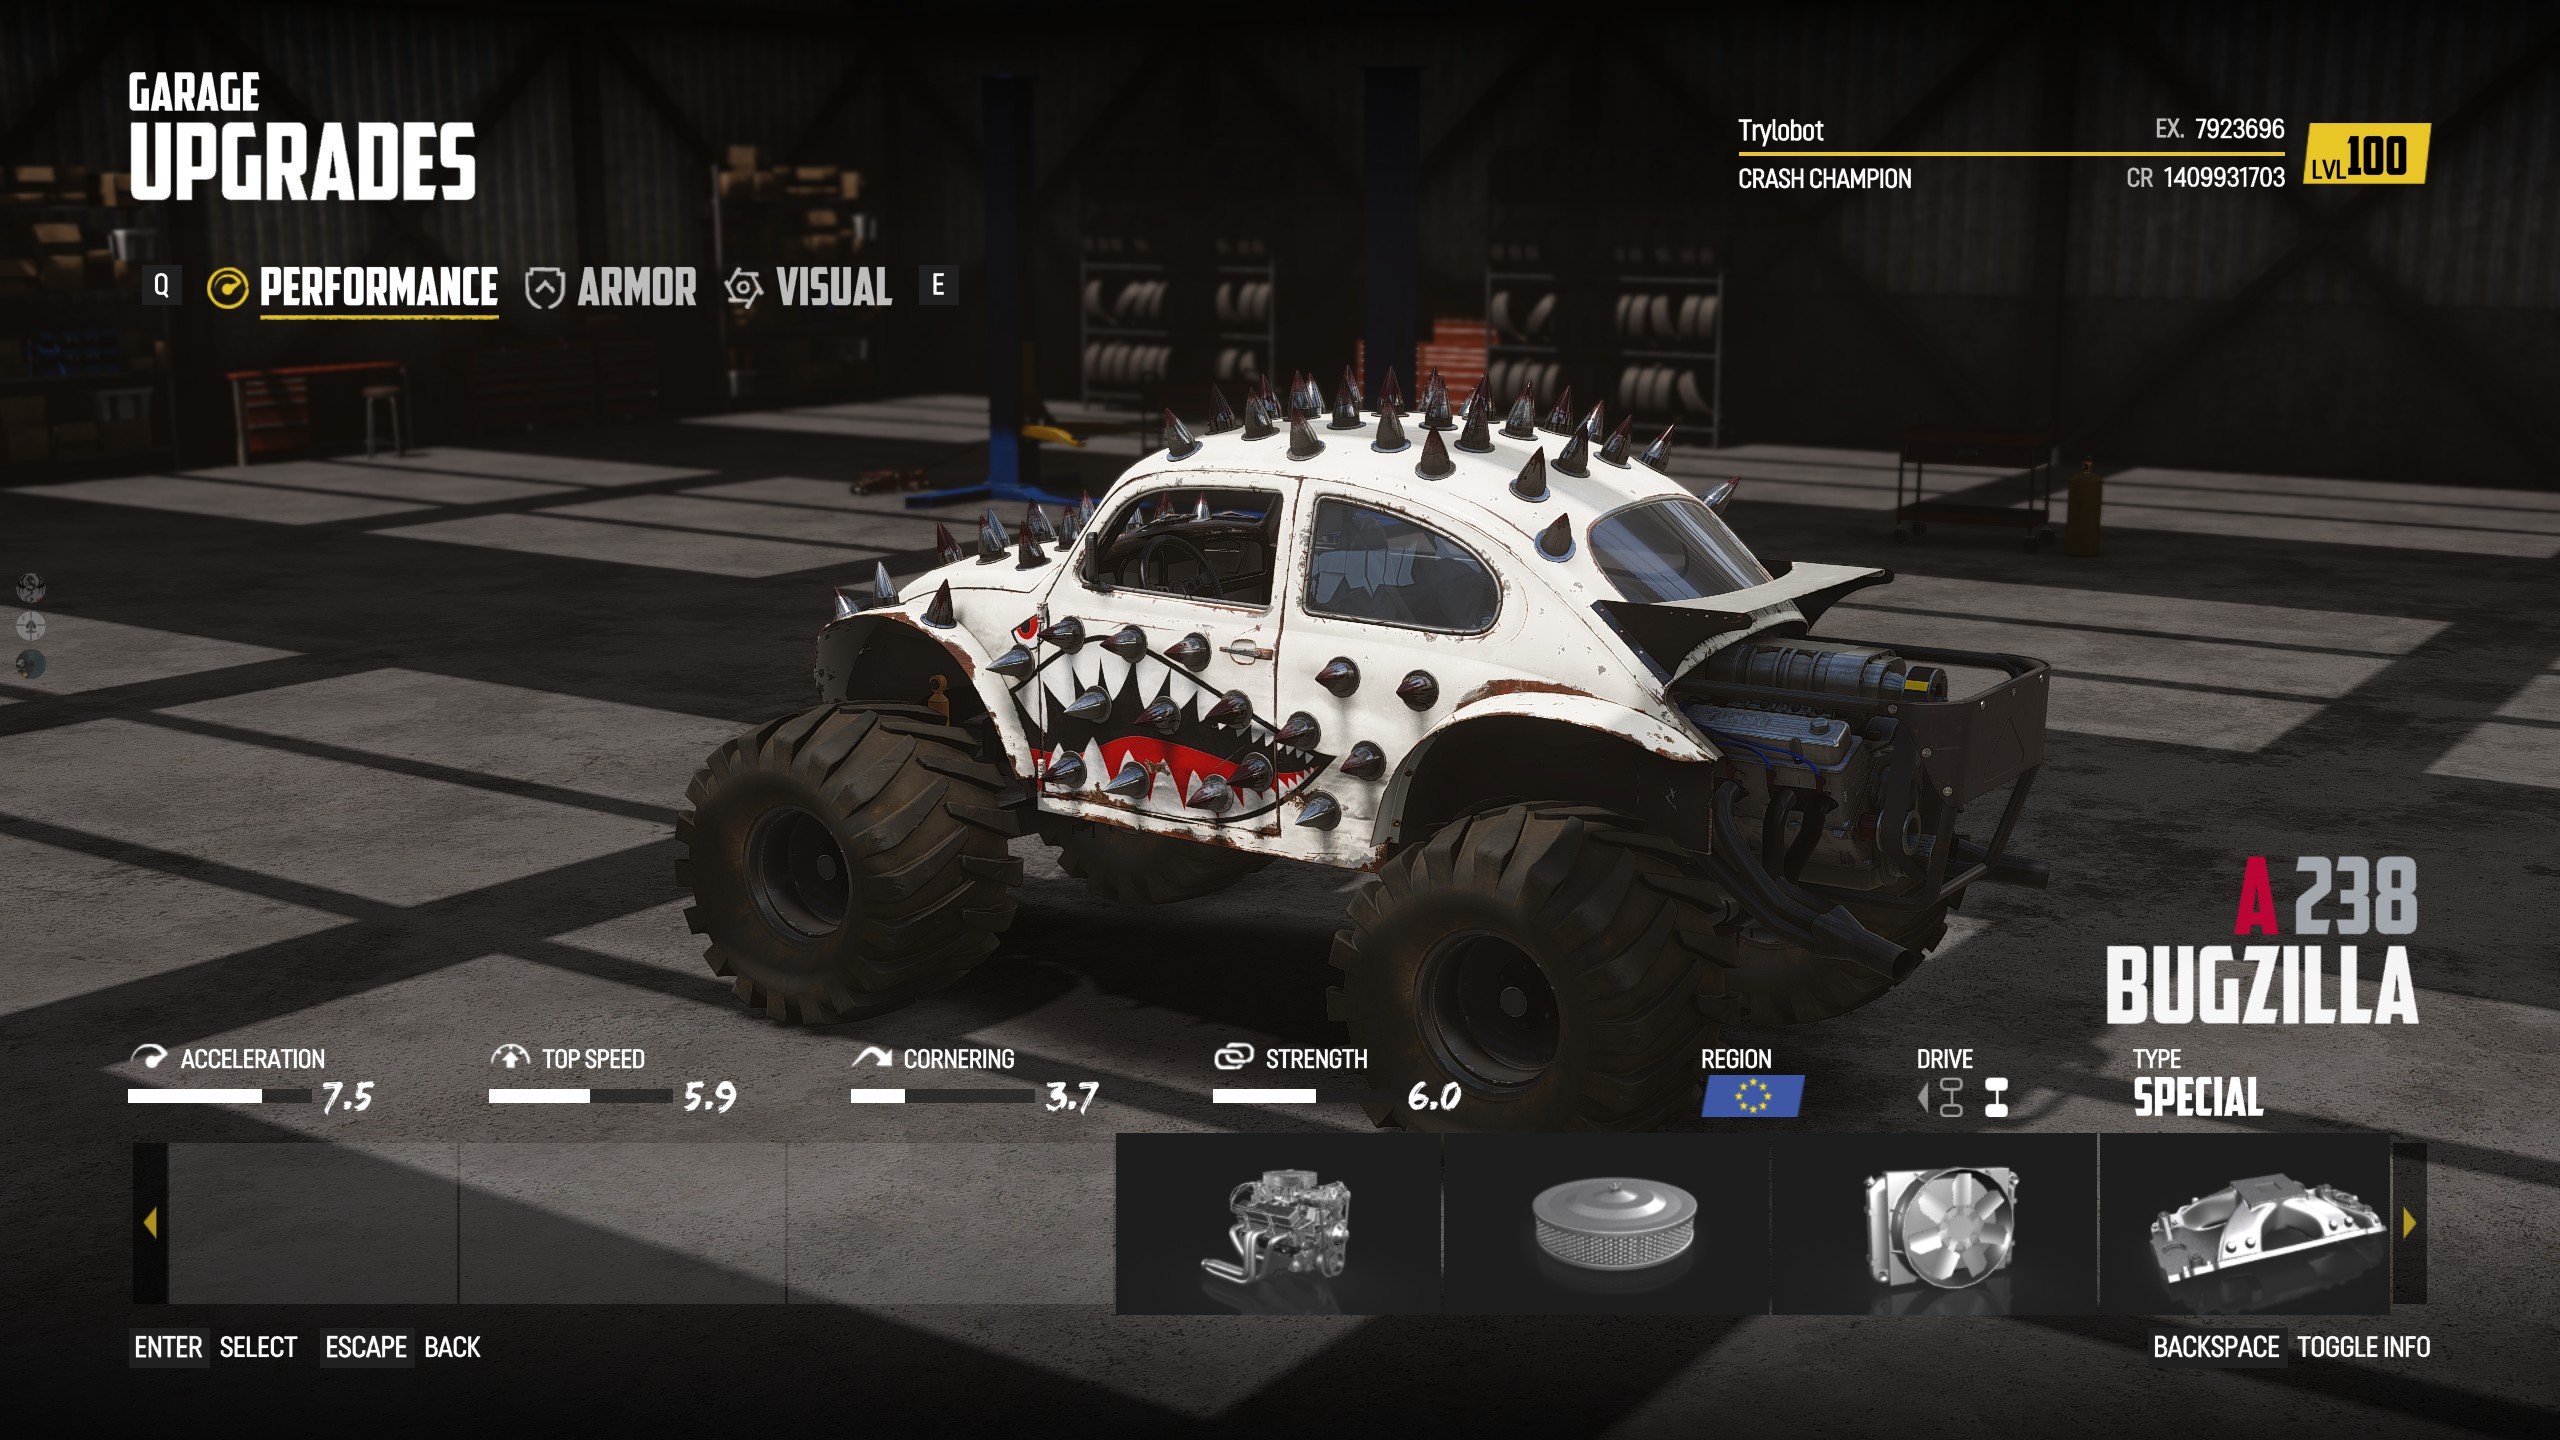 GARAGE
UPGRADES
Trylobot
EX. 7923696
CRASH CHAMPION
CR 1409931703
LVL 100
Q PERFORMANCE ARMOR VISUAL E
A 238
BUGZILLA
ACCELERATION
7.5
TOP SPEED
5.9
CORNERING
3.7
STRENGTH
6.0
REGION
DRIVE
TYPE
SPECIAL
ENTER SELECT ESCAPE BACK
BACKSPACE TOGGLE INFO